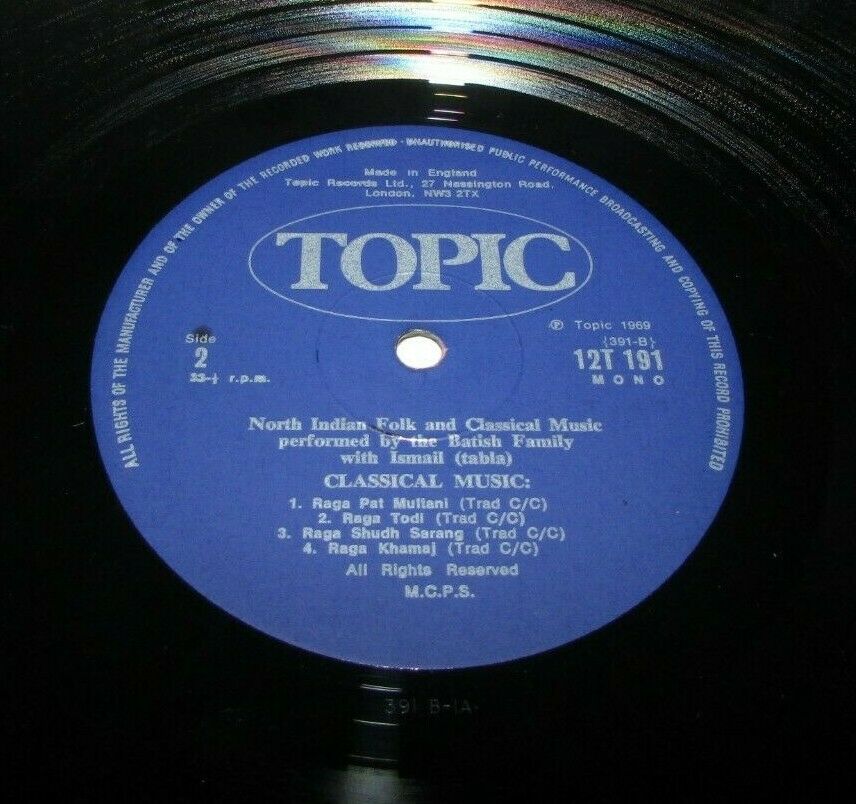 ALL RIGHTS OF THE MANUFACTURER AND OF THE OWNER OF THE RECORDED WORK RESERVED · UNAUTHORISED PUBLIC PERFORMANCE BROADCASTING AND COPYING OF THIS RECORD PROHIBITED
Made in England
Topic Records Ltd., 27 Nassington Road,
London. NW3 2TX
TOPIC
℗ Topic 1969
{391-B}
12T 191
MONO
Side
2
33-⅓ r.p.m.
North Indian Folk and Classical Music
performed by the Batish Family
with Ismail (tabla)
CLASSICAL MUSIC:
1. Raga Pat Multani (Trad C/C)
2. Raga Todi (Trad C/C)
3. Raga Shudh Sarang (Trad C/C)
4. Raga Khamaj (Trad C/C)
All Rights Reserved
M.C.P.S.
391 B-1A